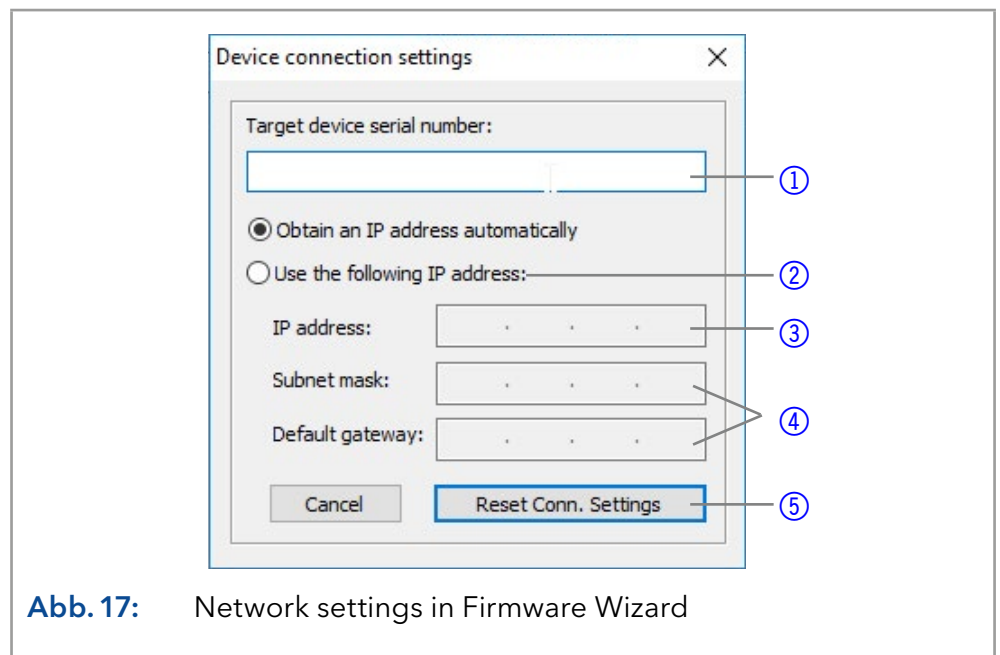 Device connection settings
Target device serial number:
①
Obtain an IP address automatically
Use the following IP address: ②
IP address: . . . ③
Subnet mask: . . .
④
Default gateway: . . .
Cancel Reset Conn. Settings ⑤
Abb. 17: Network settings in Firmware Wizard